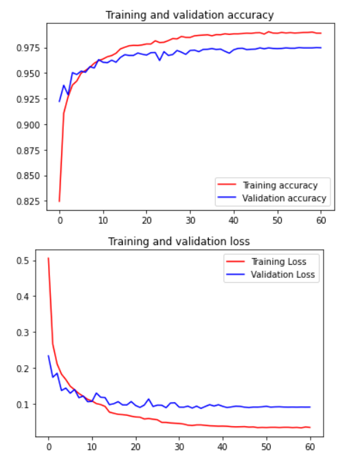 Training and validation accuracy
0.975
0.950
0.925
0.900
0.875
0.850
0.825
Training accuracy
Validation accuracy
0 10 20 30 40 50 60
Training and validation loss
0.5
0.4
0.3
0.2
0.1
Training Loss
Validation Loss
0 10 20 30 40 50 60